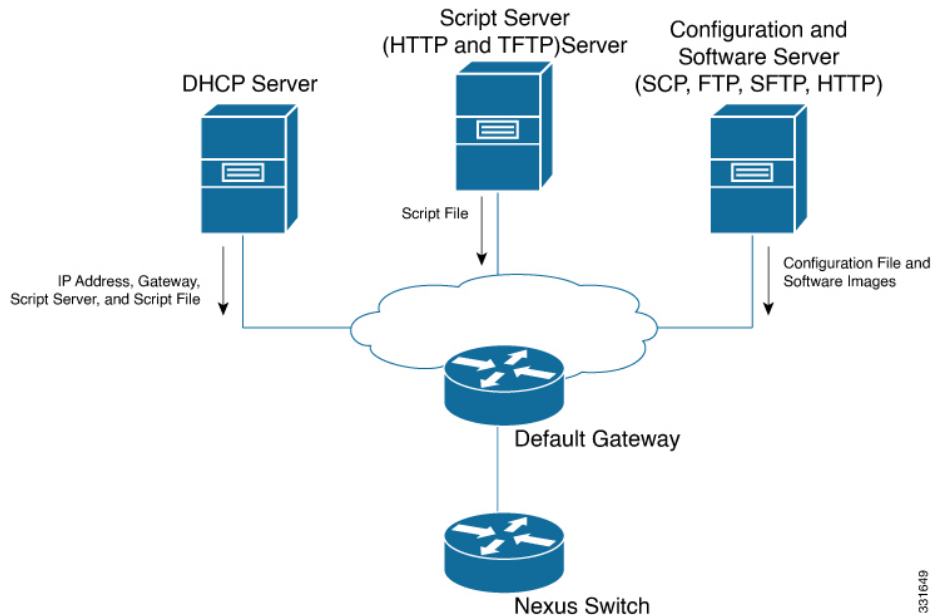 Script Server
(HTTP and TFTP)Server
Configuration and
Software Server
(SCP, FTP, SFTP, HTTP)
DHCP Server
Script File
IP Address, Gateway,
Script Server, and Script File
Configuration File and
Software Images
Default Gateway
Nexus Switch
331649